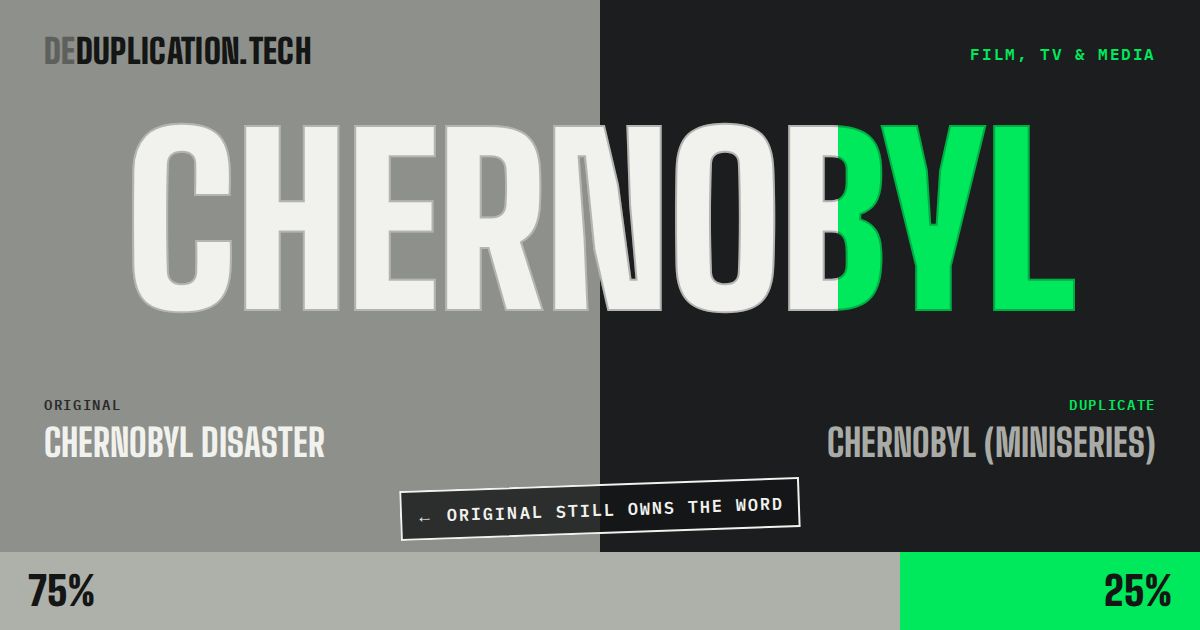 DEDUPLICATION.TECH
FILM, TV & MEDIA
CHERNOBYL
ORIGINAL
CHERNOBYL DISASTER
DUPLICATE
CHERNOBYL (MINISERIES)
← ORIGINAL STILL OWNS THE WORD
75%
25%